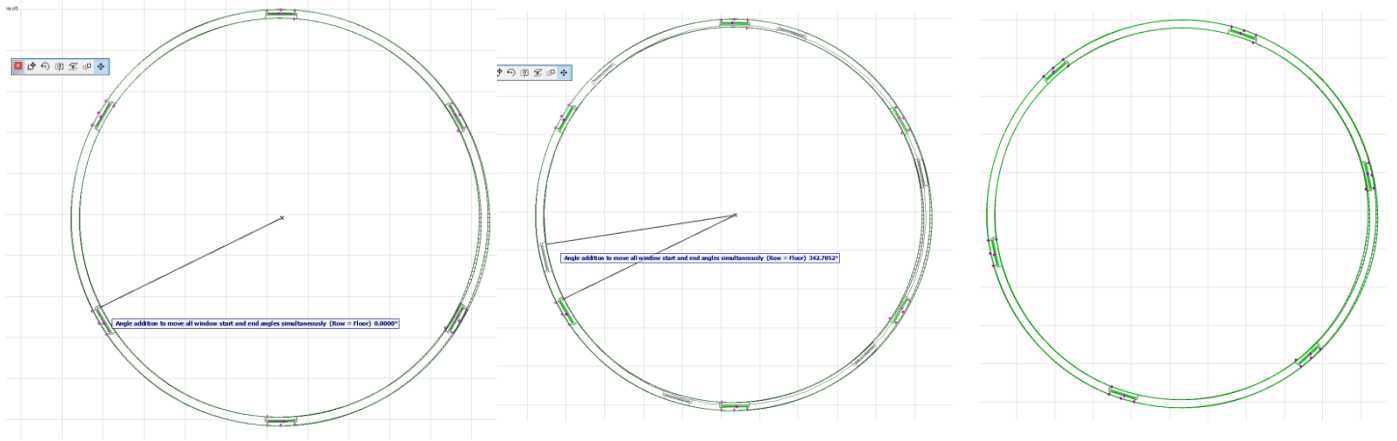 Angle addition to move all window start and end angles simultaneously (Row = Floor) 0.0000°
Angle addition to move all window start and end angles simultaneously (Row = Floor) 342.7052°